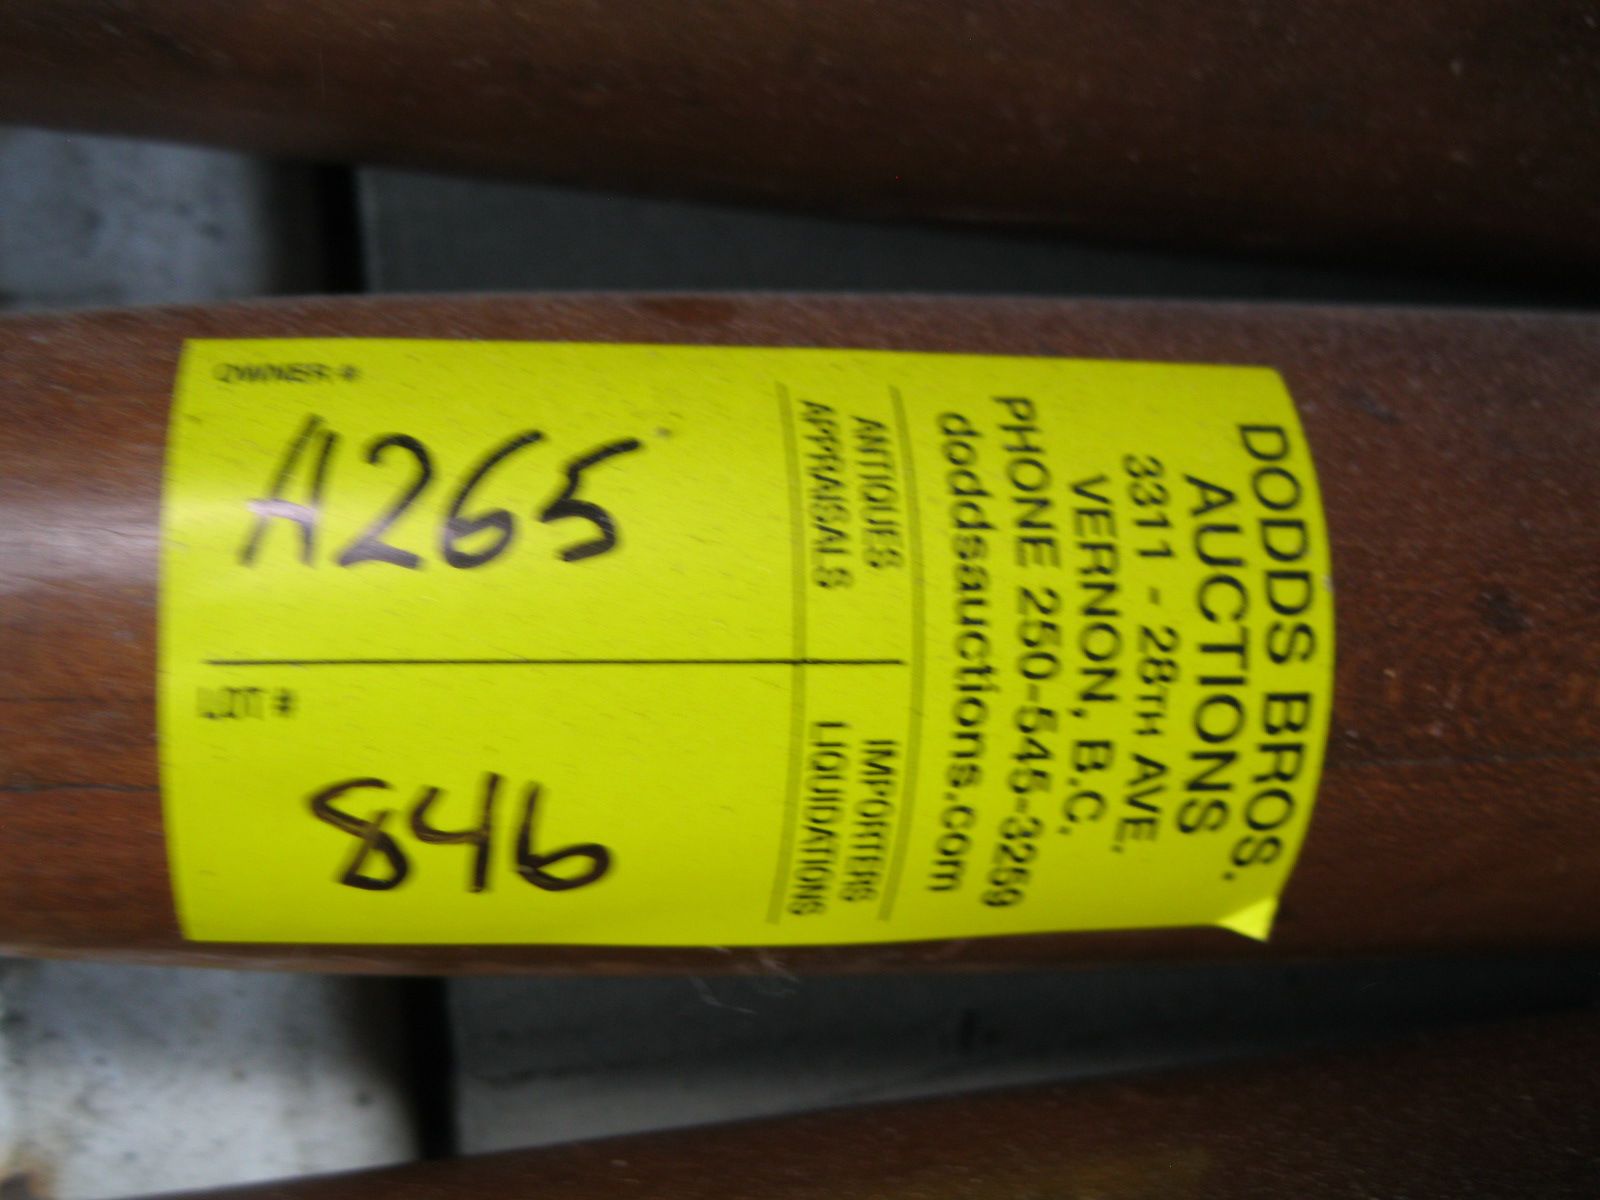 DODDS BROS.
AUCTIONS
3311 - 28TH AVE.
VERNON, B.C.
PHONE 250-545-3259
doddsauctions.com
ANTIQUES IMPORTERS
APPRAISALS LIQUIDATIONS
OWNER #
A265
LOT #
846